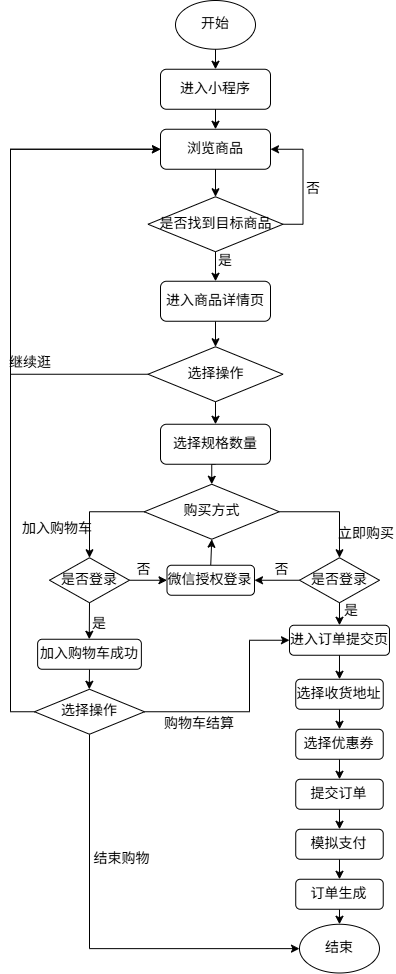 开始
进入小程序
浏览商品
否
是否找到目标商品
是
进入商品详情页
继续逛
选择操作
选择规格数量
购买方式
加入购物车
立即购买
是否登录
否
微信授权登录
否
是否登录
是
是
加入购物车成功
进入订单提交页
选择收货地址
选择操作
购物车结算
选择优惠券
提交订单
模拟支付
结束购物
订单生成
结束